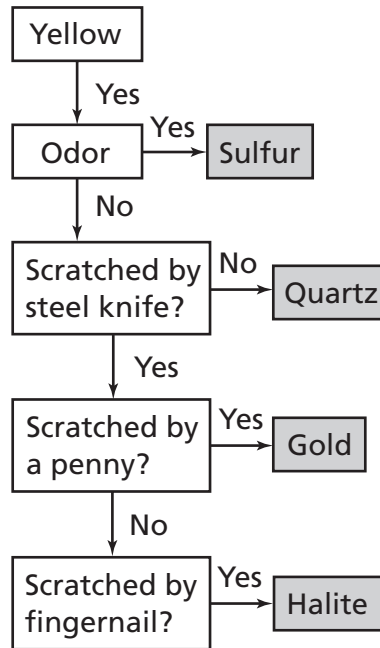 Yellow
Yes
Odor
Yes
Sulfur
No
Scratched by
steel knife?
No
Quartz
Yes
Scratched by
a penny?
Yes
Gold
No
Scratched by
fingernail?
Yes
Halite